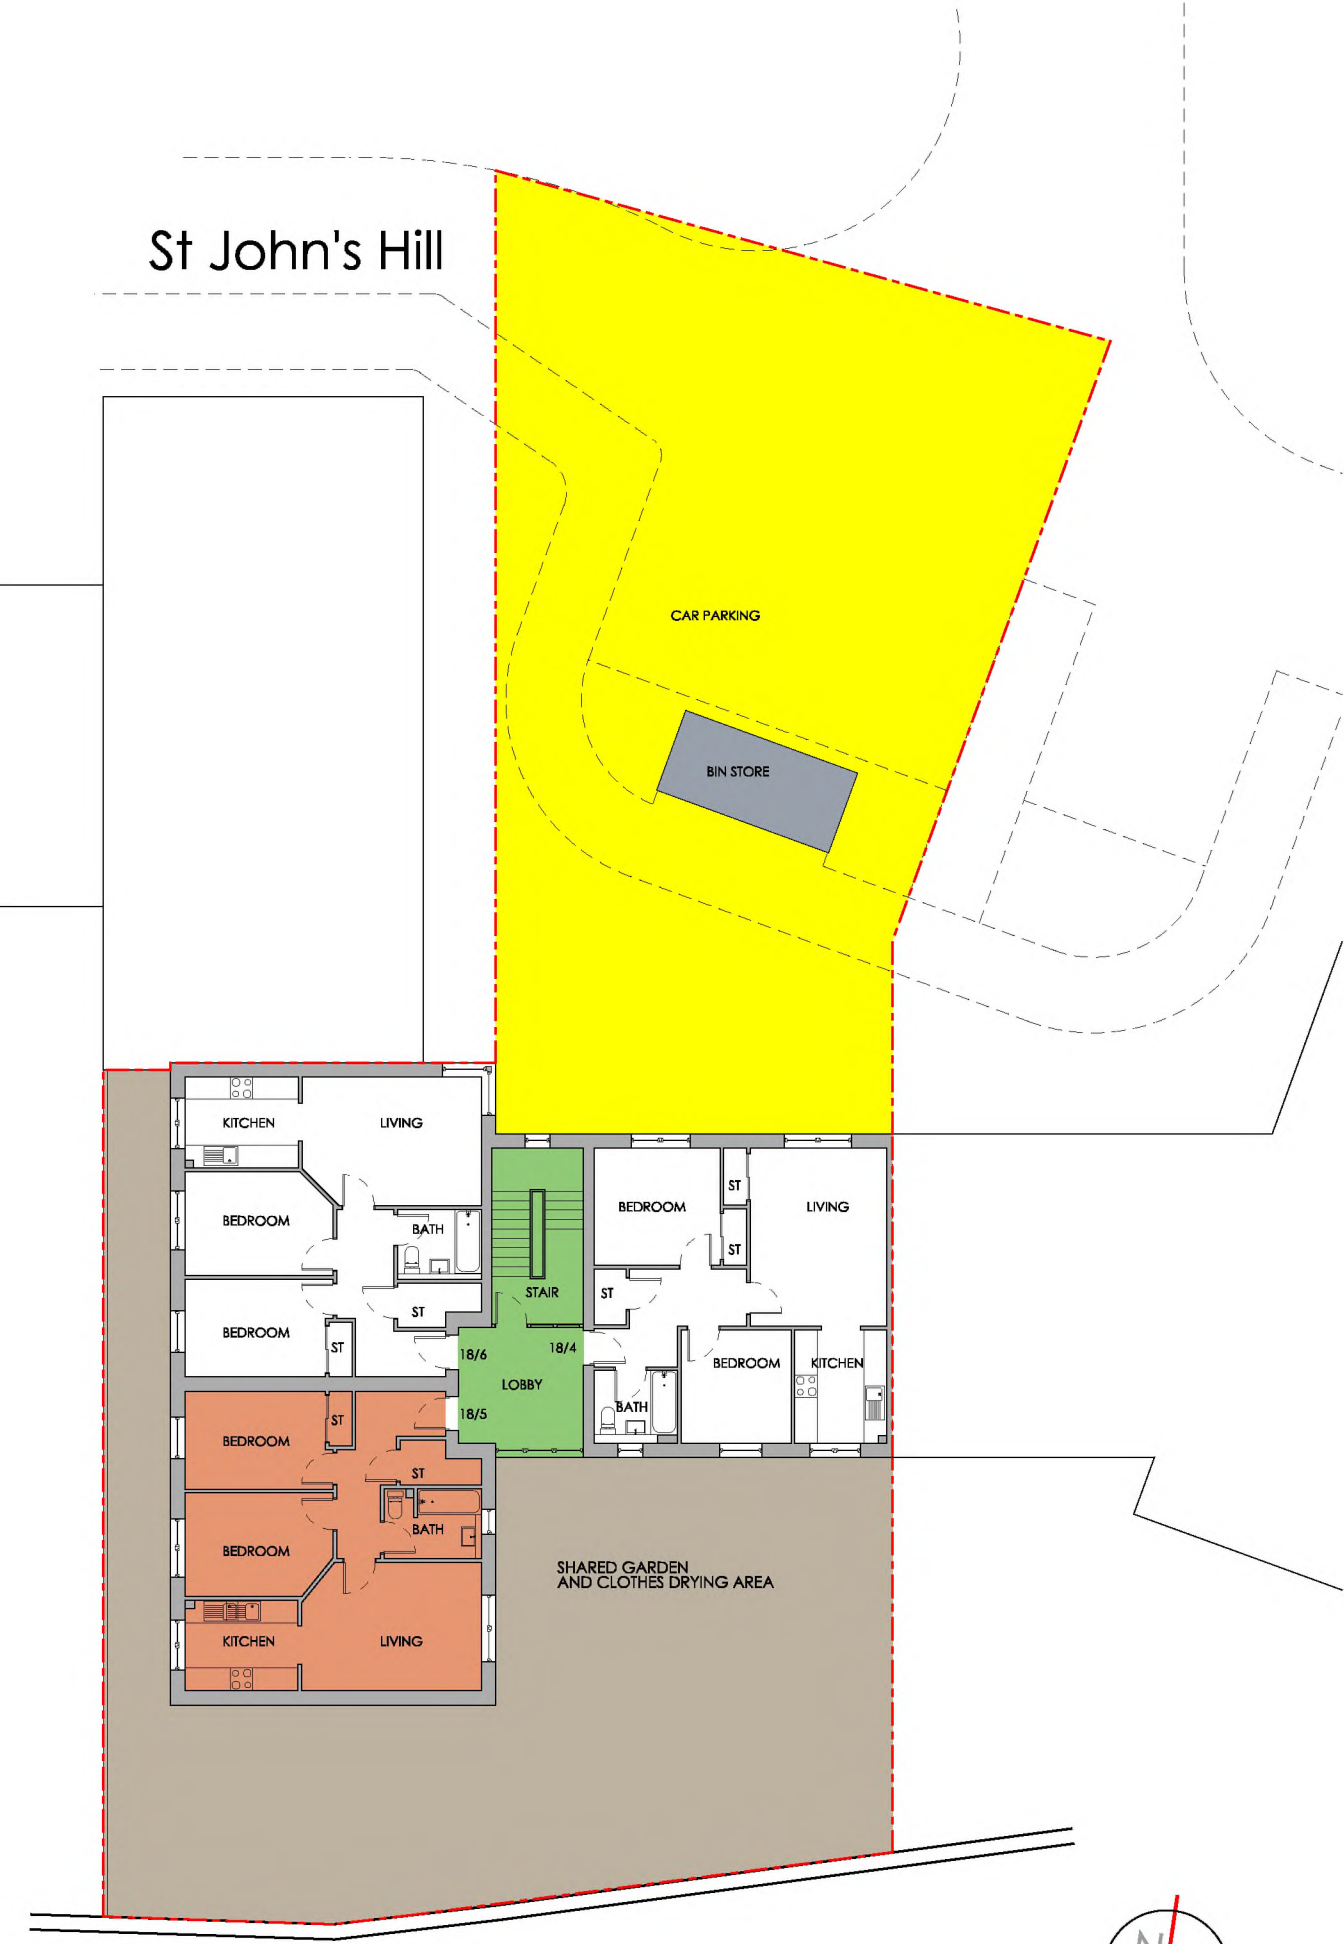 St John's Hill
CAR PARKING
BIN STORE
KITCHEN
LIVING
BEDROOM
BATH
BEDROOM
ST
ST
STAIR
18/6
18/4
LOBBY
18/5
BEDROOM
ST
LIVING
ST
ST
BEDROOM
KITCHEN
BATH
BEDROOM
ST
ST
BEDROOM
BATH
KITCHEN
LIVING
SHARED GARDEN
AND CLOTHES DRYING AREA
N